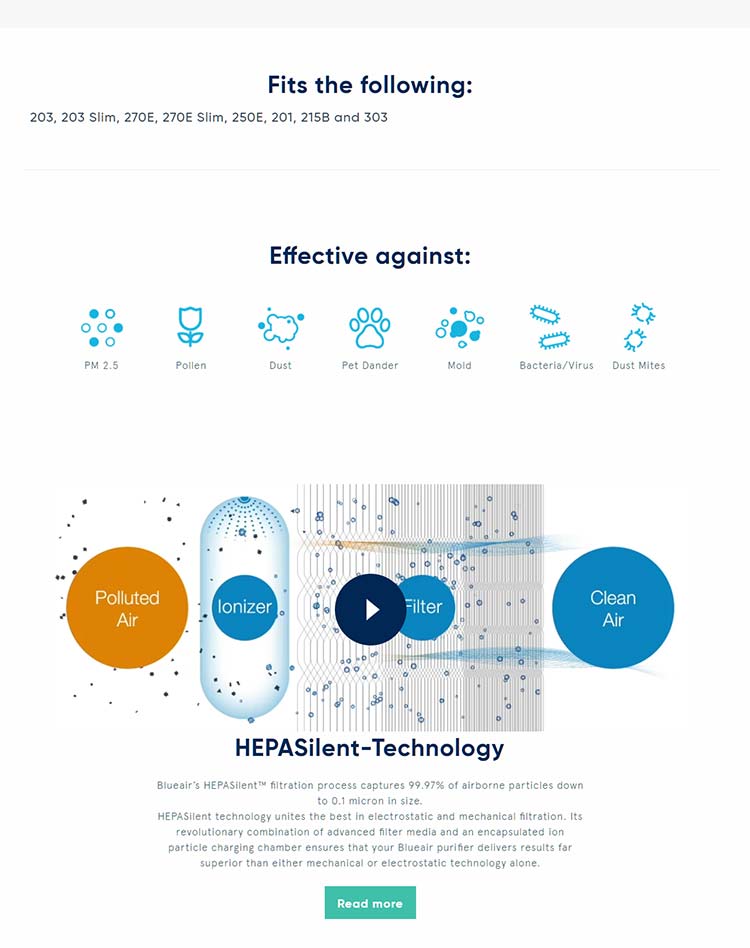 Fits the following:
203, 203 Slim, 270E, 270E Slim, 250E, 201, 215B and 303
Effective against:
PM 2.5
Pollen
Dust
Pet Dander
Mold
Bacteria/Virus
Dust Mites
Polluted
Air
Ionizer
Filter
Clean
Air
HEPASilent-Technology
Blueair's HEPASilent™ filtration process captures 99.97% of airborne particles down
to 0.1 micron in size.
HEPASilent technology unites the best in electrostatic and mechanical filtration. Its
revolutionary combination of advanced filter media and an encapsulated ion
particle charging chamber ensures that your Blueair purifier delivers results far
superior than either mechanical or electrostatic technology alone.
Read more